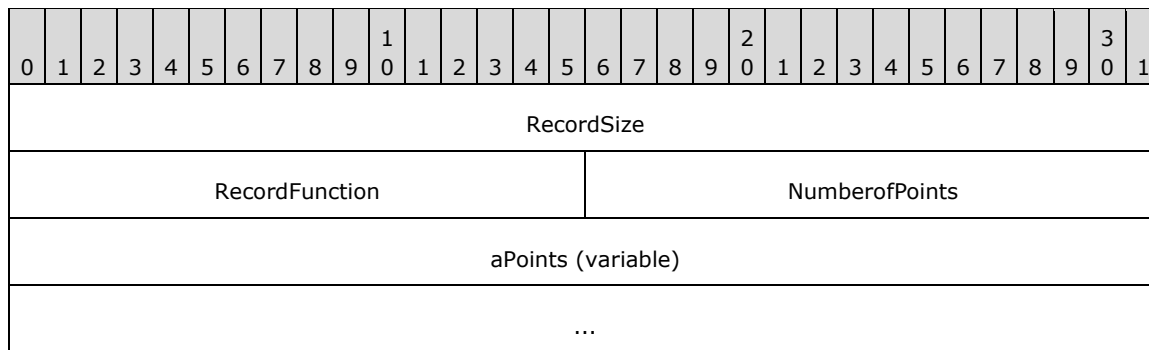 1 2 3
0 1 2 3 4 5 6 7 8 9 0 1 2 3 4 5 6 7 8 9 0 1 2 3 4 5 6 7 8 9 0 1
RecordSize
RecordFunction NumberofPoints
aPoints (variable)
...